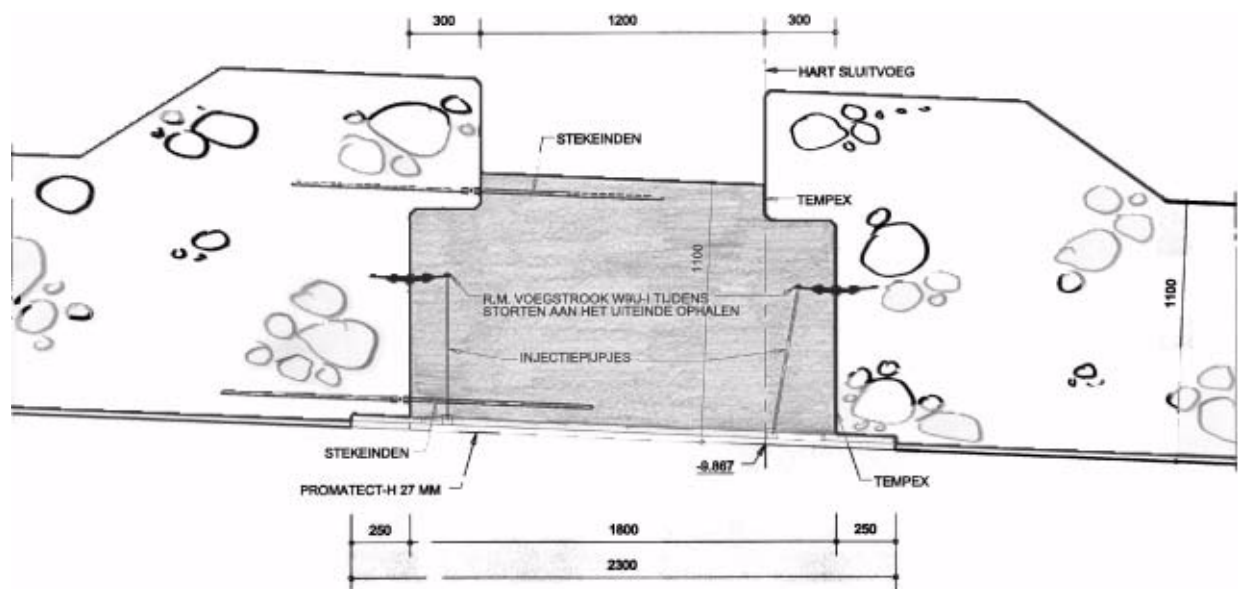 300
1200
300
HART SLUITVOEG
STEKEINDEN
TEMPEX
1100
1100
R.M. VOEGSTROOK W9U-I TIJDENS
STORTEN AAN HET UITEINDE OPHALEN
INJECTIEPIJPJES
STEKEINDEN
-9.867
TEMPEX
PROMATECT-H 27 MM
250
1800
250
2300